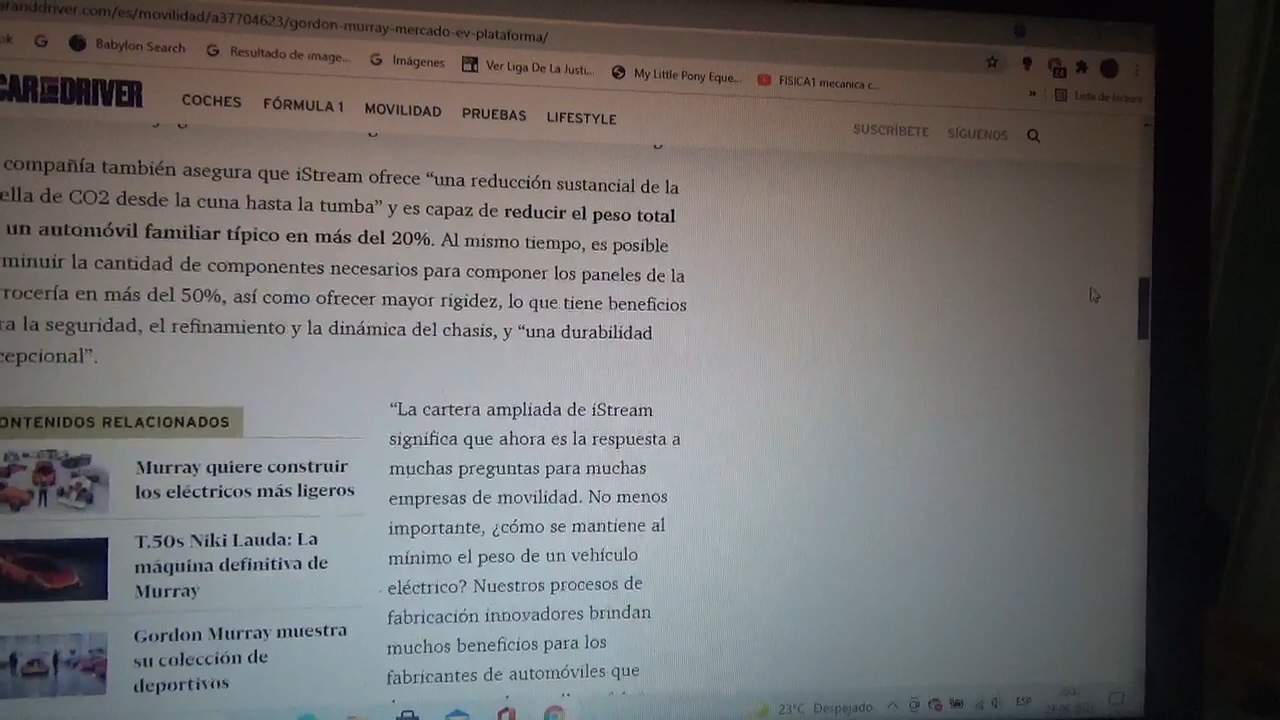 randdriver.com/es/movilidad/a37704623/gordon-murray-mercado-ev-plataforma/
ok Babylon Search Resultado de image... Imágenes Ver Liga De La Justi... My Little Pony Eque... FISICA1 mecanica c...
» Lista de lectura
CAR DRIVER COCHES FÓRMULA 1 MOVILIDAD PRUEBAS LIFESTYLE SUSCRÍBETE SÍGUENOS
compañía también asegura que iStream ofrece “una reducción sustancial de la
ella de CO2 desde la cuna hasta la tumba” y es capaz de reducir el peso total
un automóvil familiar típico en más del 20%. Al mismo tiempo, es posible
minuir la cantidad de componentes necesarios para componer los paneles de la
rocería en más del 50%, así como ofrecer mayor rigidez, lo que tiene beneficios
ra la seguridad, el refinamiento y la dinámica del chasis, y “una durabilidad
cepcional”.
ONTENIDOS RELACIONADOS
Murray quiere construir
los eléctricos más ligeros
T.50s Niki Lauda: La
máquina definitiva de
Murray
Gordon Murray muestra
su colección de
deportivos
“La cartera ampliada de iStream
significa que ahora es la respuesta a
muchas preguntas para muchas
empresas de movilidad. No menos
importante, ¿cómo se mantiene al
mínimo el peso de un vehículo
eléctrico? Nuestros procesos de
fabricación innovadores brindan
muchos beneficios para los
fabricantes de automóviles que
23°C Despejado ESP